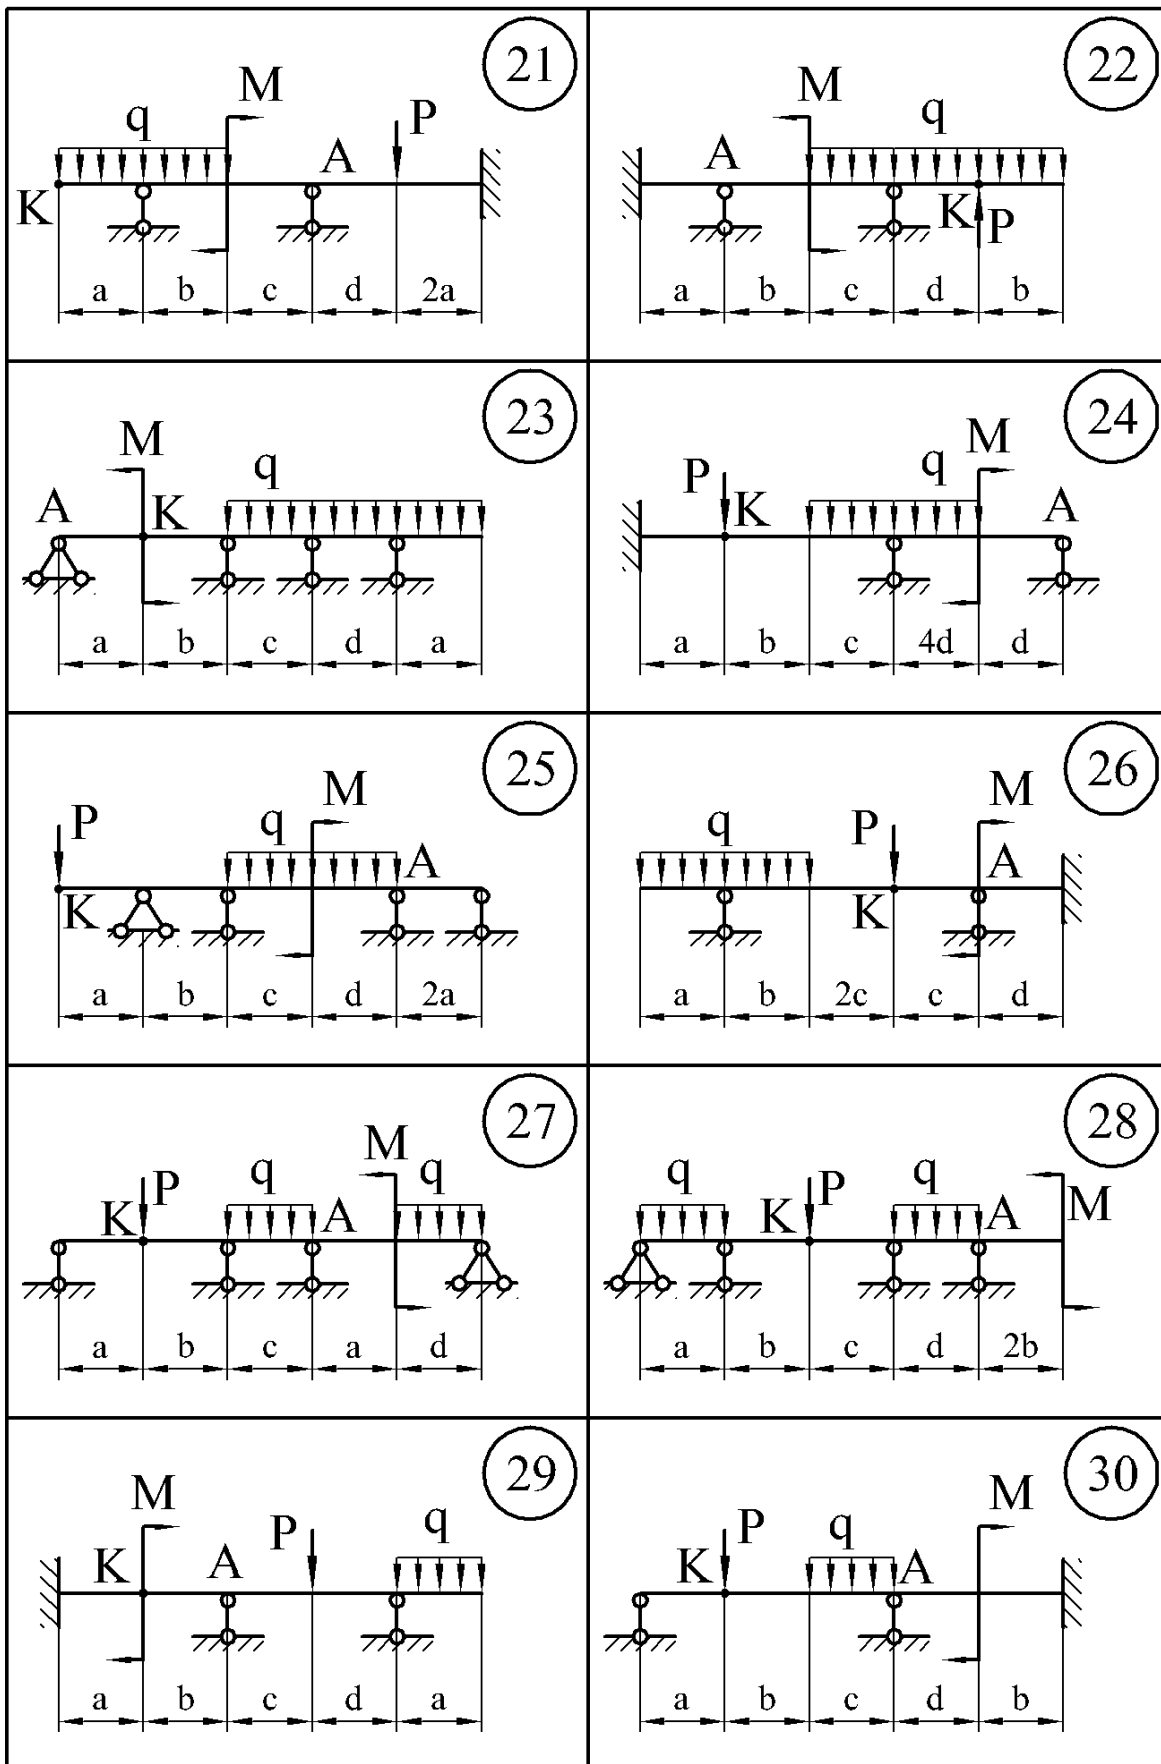 21
M
P
q
A
K
a b c d 2a
22
M
q
A
K P
a b c d b
23
M
q
A K
a b c d a
24
M
q
P K A
a b c 4d d
25
M
P q
A
K
a b c d 2a
26
M
q P
A
K
a b 2c c d
27
M
P q q
K A
a b c a d
28
q P q
M
K A
a b c d 2b
29
M
P q
K A
a b c d a
30
M
P q
K A
a b c d b